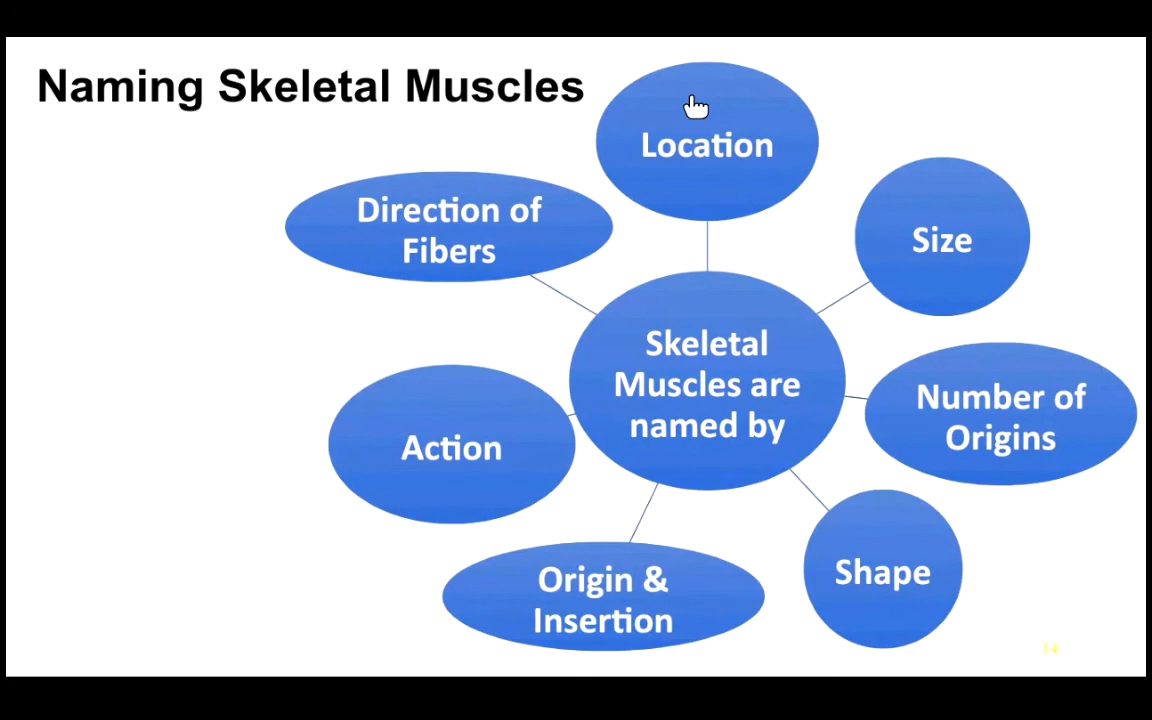 Naming Skeletal Muscles
Location
Size
Number of
Origins
Shape
Origin &
Insertion
Action
Direction of
Fibers
Skeletal
Muscles are
named by
14